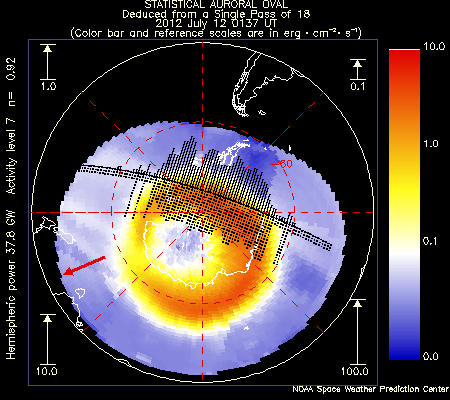 STATISTICAL AURORAL OVAL
Deduced from a Single Pass of 18
2012 July 12 0137 UT
(Color bar and reference scales are in erg·cm⁻²·s⁻¹)
1.0
0.1
10.0
1.0
0.1
0.0
-60
10.0
100.0
Hemispheric power 37.8 GW Activity level 7 n= 0.92
NOAA Space Weather Prediction Center